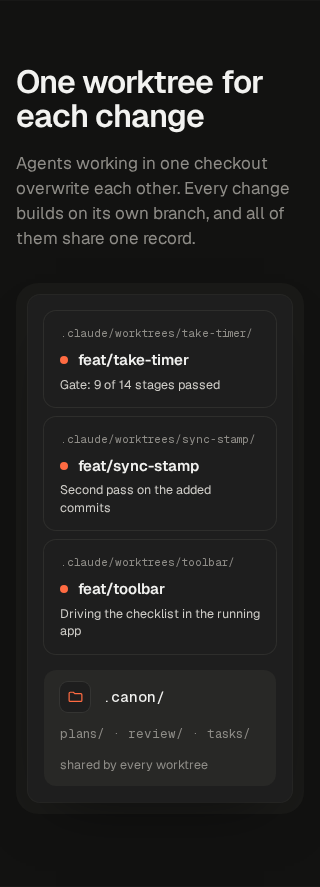 One worktree for
each change
Agents working in one checkout
overwrite each other. Every change
builds on its own branch, and all of
them share one record.
.claude/worktrees/take-timer/
feat/take-timer
Gate: 9 of 14 stages passed
.claude/worktrees/sync-stamp/
feat/sync-stamp
Second pass on the added
commits
.claude/worktrees/toolbar/
feat/toolbar
Driving the checklist in the running
app
.canon/
plans/ · review/ · tasks/
shared by every worktree